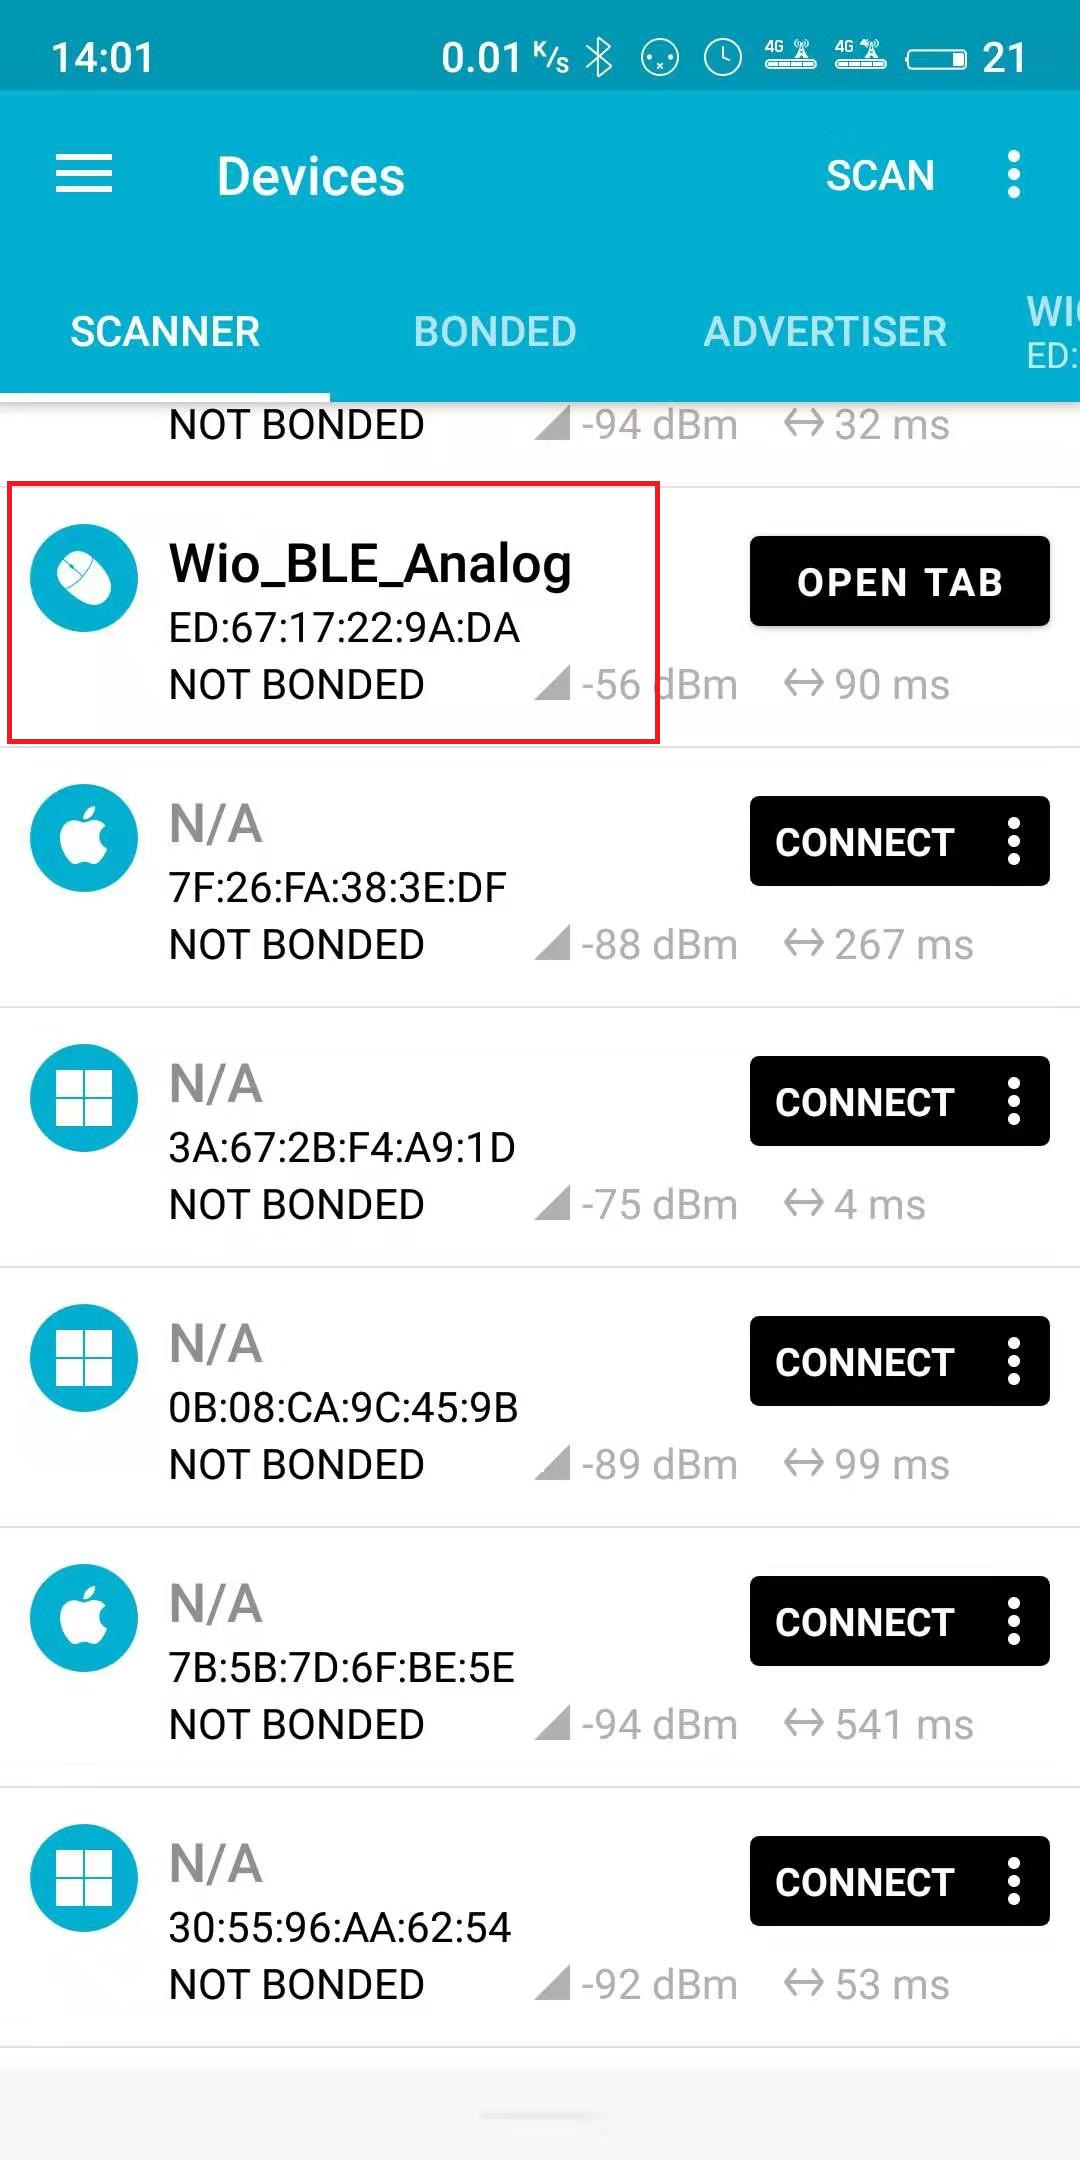 14:01 0.01 K/s 4G 4G 21
Devices SCAN
SCANNER BONDED ADVERTISER WI
ED:
NOT BONDED -94 dBm 32 ms
Wio_BLE_Analog OPEN TAB
ED:67:17:22:9A:DA
NOT BONDED -56 dBm 90 ms
N/A CONNECT
7F:26:FA:38:3E:DF
NOT BONDED -88 dBm 267 ms
N/A CONNECT
3A:67:2B:F4:A9:1D
NOT BONDED -75 dBm 4 ms
N/A CONNECT
0B:08:CA:9C:45:9B
NOT BONDED -89 dBm 99 ms
N/A CONNECT
7B:5B:7D:6F:BE:5E
NOT BONDED -94 dBm 541 ms
N/A CONNECT
30:55:96:AA:62:54
NOT BONDED -92 dBm 53 ms